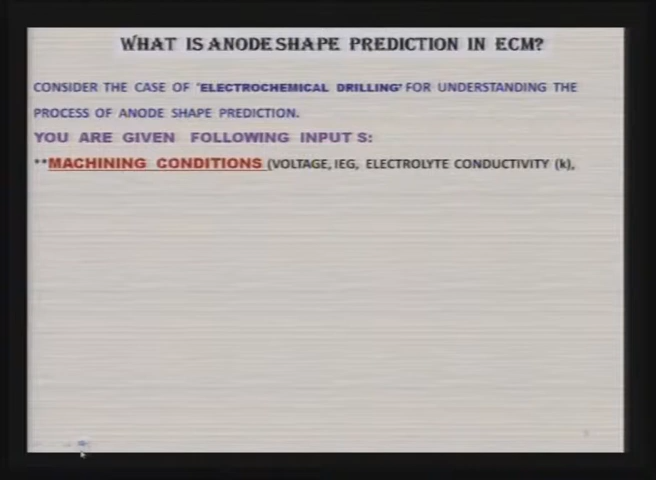 WHAT IS ANODE SHAPE PREDICTION IN ECM?
CONSIDER THE CASE OF 'ELECTROCHEMICAL DRILLING' FOR UNDERSTANDING THE
PROCESS OF ANODE SHAPE PREDICTION.
YOU ARE GIVEN FOLLOWING INPUT S:
**MACHINING CONDITIONS (VOLTAGE, IEG, ELECTROLYTE CONDUCTIVITY (k),